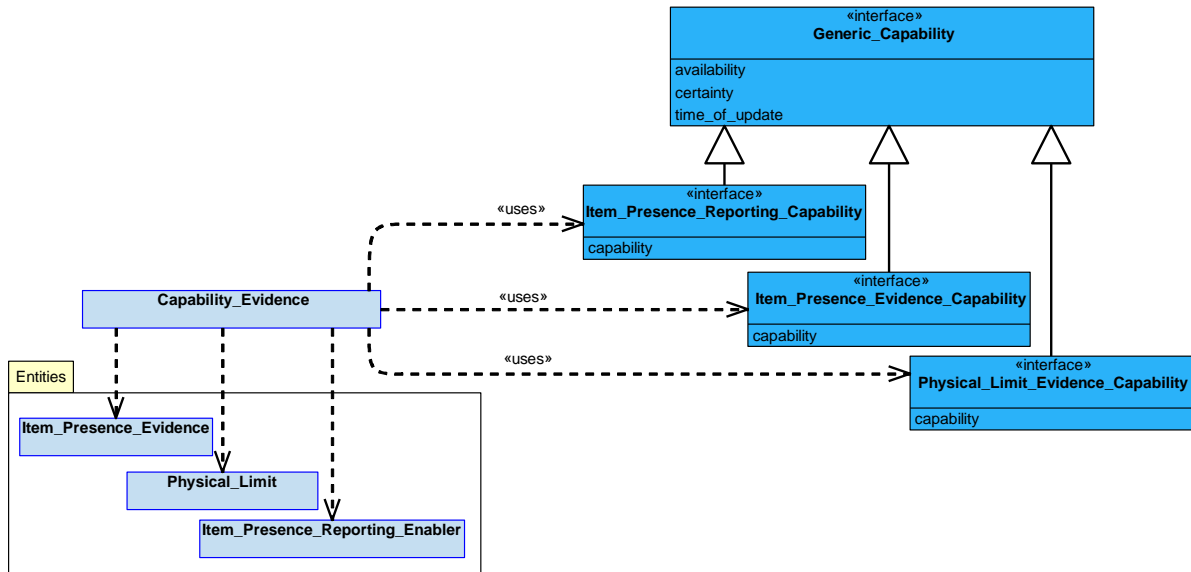 «interface»
Generic_Capability
availability
certainty
time_of_update
«interface»
Item_Presence_Reporting_Capability
capability
«uses»
«interface»
Item_Presence_Evidence_Capability
capability
Capability_Evidence
«uses»
«uses»
«interface»
Physical_Limit_Evidence_Capability
capability
Entities
Item_Presence_Evidence
Physical_Limit
Item_Presence_Reporting_Enabler